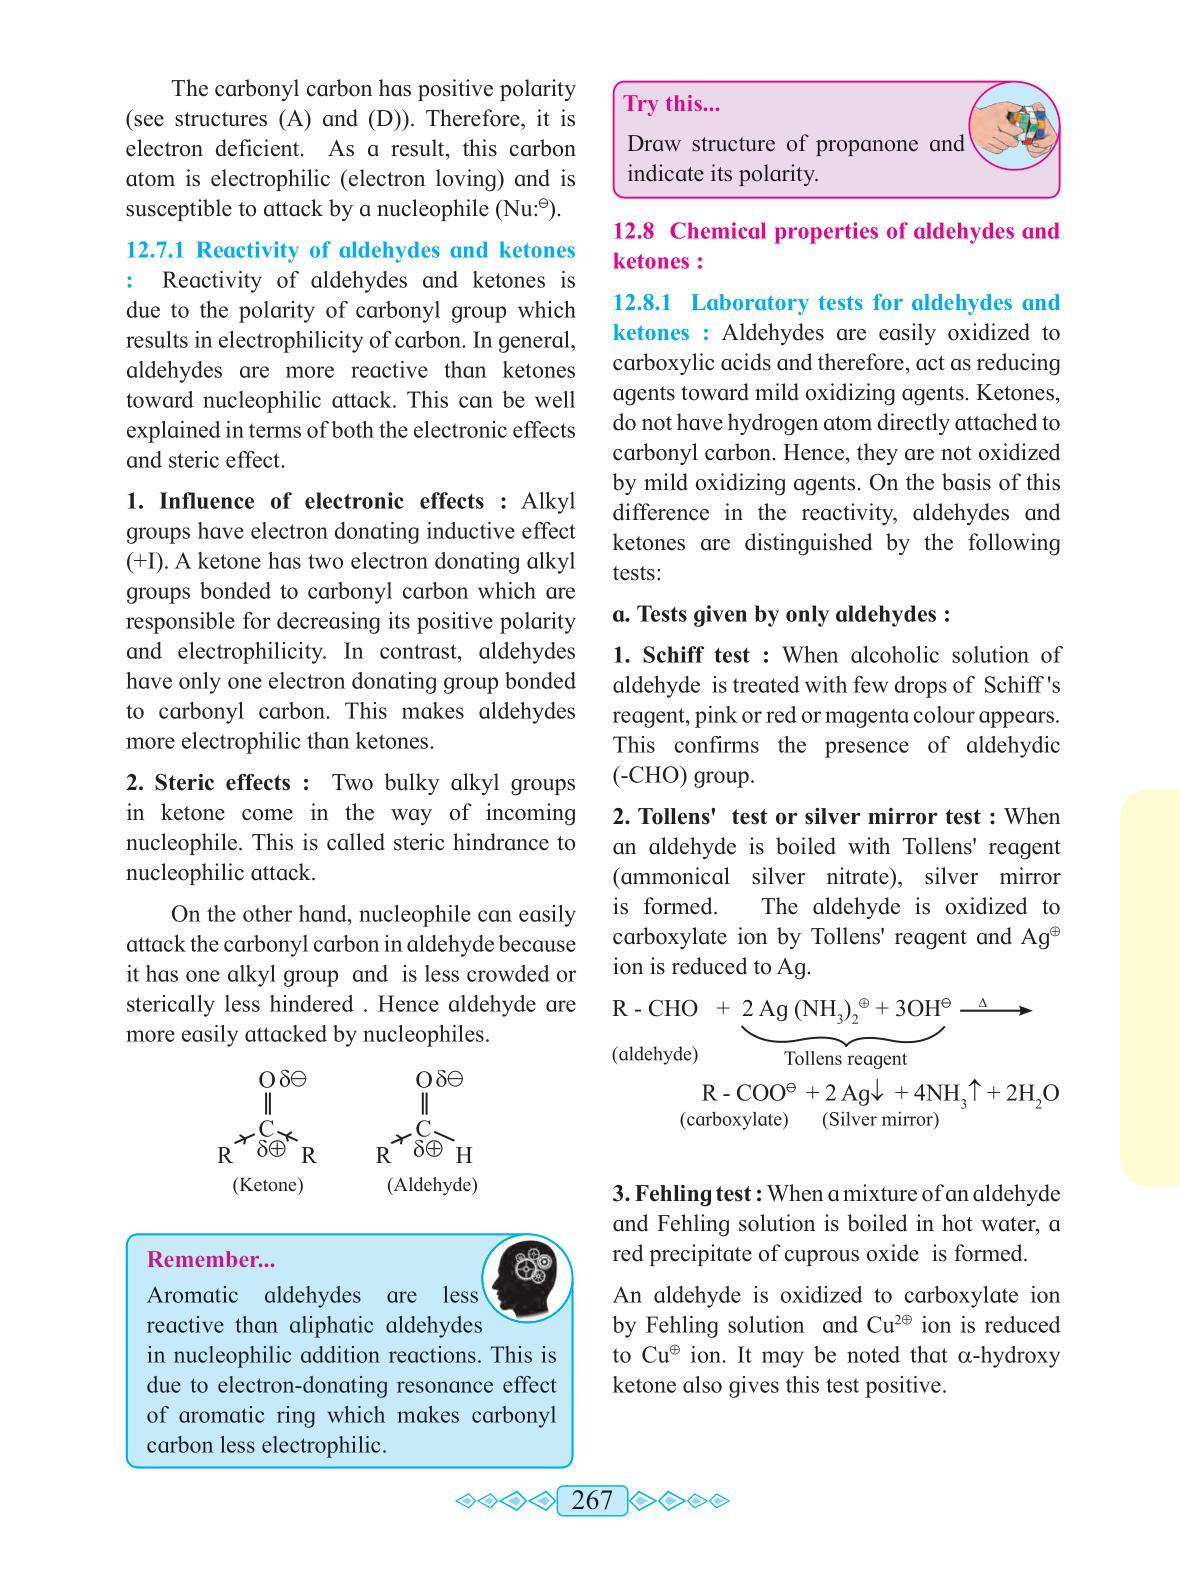 The carbonyl carbon has positive polarity
(see structures (A) and (D)). Therefore, it is
electron deficient. As a result, this carbon
atom is electrophilic (electron loving) and is
susceptible to attack by a nucleophile (Nu:⊖).
12.7.1 Reactivity of aldehydes and ketones
: Reactivity of aldehydes and ketones is
due to the polarity of carbonyl group which
results in electrophilicity of carbon. In general,
aldehydes are more reactive than ketones
toward nucleophilic attack. This can be well
explained in terms of both the electronic effects
and steric effect.
1. Influence of electronic effects : Alkyl
groups have electron donating inductive effect
(+I). A ketone has two electron donating alkyl
groups bonded to carbonyl carbon which are
responsible for decreasing its positive polarity
and electrophilicity. In contrast, aldehydes
have only one electron donating group bonded
to carbonyl carbon. This makes aldehydes
more electrophilic than ketones.
2. Steric effects : Two bulky alkyl groups
in ketone come in the way of incoming
nucleophile. This is called steric hindrance to
nucleophilic attack.
On the other hand, nucleophile can easily
attack the carbonyl carbon in aldehyde because
it has one alkyl group and is less crowded or
sterically less hindered . Hence aldehyde are
more easily attacked by nucleophiles.
O δ⊖ O δ⊖
C C
R δ⊕ R R δ⊕ H
(Ketone) (Aldehyde)
Remember...
Aromatic aldehydes are less
reactive than aliphatic aldehydes
in nucleophilic addition reactions. This is
due to electron-donating resonance effect
of aromatic ring which makes carbonyl
carbon less electrophilic.
Try this...
Draw structure of propanone and
indicate its polarity.
12.8 Chemical properties of aldehydes and
ketones :
12.8.1 Laboratory tests for aldehydes and
ketones : Aldehydes are easily oxidized to
carboxylic acids and therefore, act as reducing
agents toward mild oxidizing agents. Ketones,
do not have hydrogen atom directly attached to
carbonyl carbon. Hence, they are not oxidized
by mild oxidizing agents. On the basis of this
difference in the reactivity, aldehydes and
ketones are distinguished by the following
tests:
a. Tests given by only aldehydes :
1. Schiff test : When alcoholic solution of
aldehyde is treated with few drops of Schiff 's
reagent, pink or red or magenta colour appears.
This confirms the presence of aldehydic
(-CHO) group.
2. Tollens' test or silver mirror test : When
an aldehyde is boiled with Tollens' reagent
(ammonical silver nitrate), silver mirror
is formed. The aldehyde is oxidized to
carboxylate ion by Tollens' reagent and Ag⊕
ion is reduced to Ag.
R - CHO + 2 Ag (NH₃)₂⊕ + 3OH⊖ Δ→
(aldehyde) Tollens reagent
R - COO⊖ + 2 Ag↓ + 4NH₃↑ + 2H₂O
(carboxylate) (Silver mirror)
3. Fehling test : When a mixture of an aldehyde
and Fehling solution is boiled in hot water, a
red precipitate of cuprous oxide is formed.
An aldehyde is oxidized to carboxylate ion
by Fehling solution and Cu²⊕ ion is reduced
to Cu⊕ ion. It may be noted that α-hydroxy
ketone also gives this test positive.
267